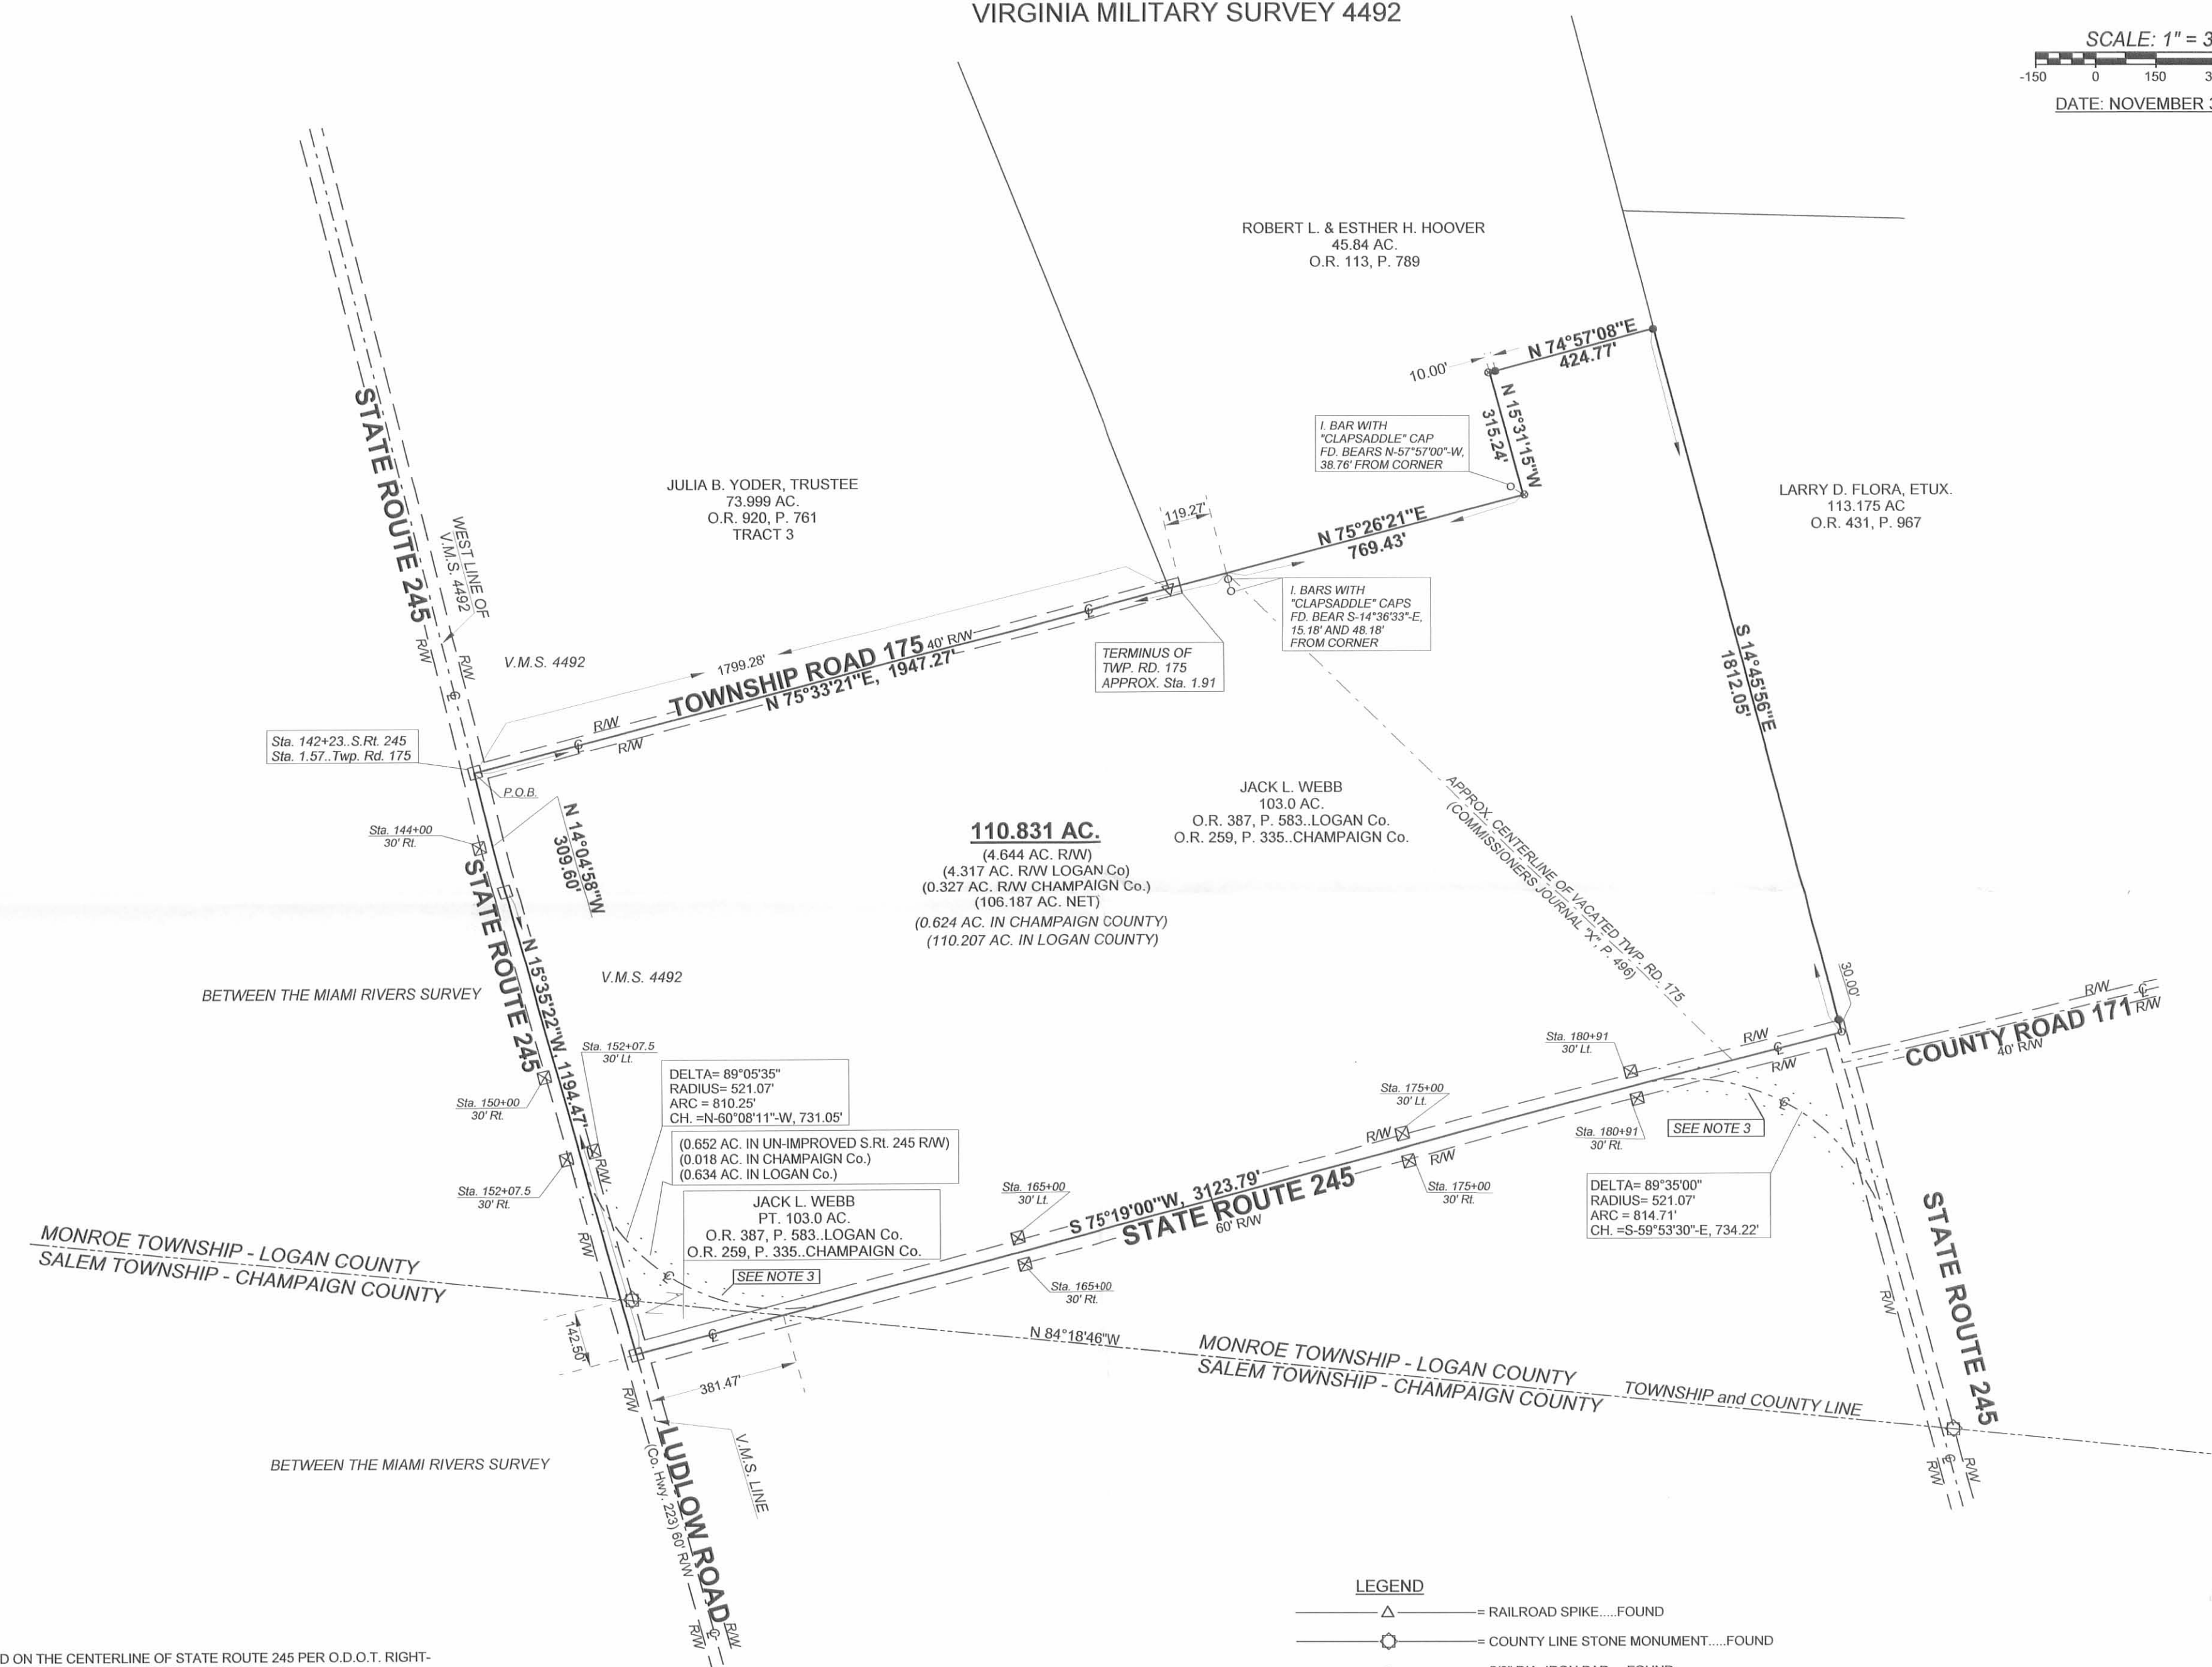 VIRGINIA MILITARY SURVEY 4492
SCALE: 1" = 3
-150 0 150 3
DATE: NOVEMBER 3
ROBERT L. & ESTHER H. HOOVER
45.84 AC.
O.R. 113, P. 789
N 74°57'08"E
424.77'
10.00'
N 15°31'15"W
315.24'
I. BAR WITH
"CLAPSADDLE" CAP
FD. BEARS N-57°57'00"-W,
38.76' FROM CORNER
STATE ROUTE 245
WEST LINE OF
V.M.S. 4492
R/W
R/W
JULIA B. YODER, TRUSTEE
73.999 AC.
O.R. 920, P. 761
TRACT 3
LARRY D. FLORA, ETUX.
113.175 AC
O.R. 431, P. 967
119.27'
N 75°26'21"E
769.43'
I. BARS WITH
"CLAPSADDLE" CAPS
FD. BEAR S-14°36'33"-E,
15.18' AND 48.18'
FROM CORNER
TERMINUS OF
TWP. RD. 175
APPROX. Sta. 1.91
V.M.S. 4492
1799.28'
TOWNSHIP ROAD 175 40' R/W
N 75°33'21"E, 1947.27'
R/W
R/W
S 14°45'56"E
1812.05'
Sta. 142+23..S.Rt. 245
Sta. 1.57..Twp. Rd. 175
P.O.B.
Sta. 144+00
30' Rt.
N 14°04'58"W
309.60'
JACK L. WEBB
103.0 AC.
O.R. 387, P. 583..LOGAN Co.
O.R. 259, P. 335..CHAMPAIGN Co.
110.831 AC.
(4.644 AC. R/W)
(4.317 AC. R/W LOGAN Co)
(0.327 AC. R/W CHAMPAIGN Co.)
(106.187 AC. NET)
(0.624 AC. IN CHAMPAIGN COUNTY)
(110.207 AC. IN LOGAN COUNTY)
APPROX. CENTERLINE OF VACATED TWP. RD. 175
(COMMISSIONERS JOURNAL "X", P. 496)
STATE ROUTE 245
N 15°35'22"W, 1194.47'
V.M.S. 4492
BETWEEN THE MIAMI RIVERS SURVEY
30.00'
R/W
COUNTY ROAD 171 R/W
40' R/W
Sta. 180+91
30' Lt.
R/W
R/W
Sta. 152+07.5
30' Lt.
DELTA= 89°05'35"
RADIUS= 521.07'
ARC = 810.25'
CH. =N-60°08'11"-W, 731.05'
Sta. 150+00
30' Rt.
Sta. 175+00
30' Lt.
R/W
R/W
Sta. 180+91
30' Rt.
SEE NOTE 3
(0.652 AC. IN UN-IMPROVED S.Rt. 245 R/W)
(0.018 AC. IN CHAMPAIGN Co.)
(0.634 AC. IN LOGAN Co.)
R/W
Sta. 152+07.5
30' Rt.
Sta. 165+00
30' Lt.
S 75°19'00"W, 3123.79'
STATE ROUTE 245
60' R/W
Sta. 175+00
30' Rt.
DELTA= 89°35'00"
RADIUS= 521.07'
ARC = 814.71'
CH. =S-59°53'30"-E, 734.22'
JACK L. WEBB
PT. 103.0 AC.
O.R. 387, P. 583..LOGAN Co.
O.R. 259, P. 335..CHAMPAIGN Co.
STATE ROUTE 245
MONROE TOWNSHIP - LOGAN COUNTY
SALEM TOWNSHIP - CHAMPAIGN COUNTY
R/W
SEE NOTE 3
Sta. 165+00
30' Rt.
R/W
142.50'
N 84°18'46"W
MONROE TOWNSHIP - LOGAN COUNTY
SALEM TOWNSHIP - CHAMPAIGN COUNTY
TOWNSHIP and COUNTY LINE
381.47'
R/W
V.M.S. LINE
LUDLOW ROAD
(Co. Hwy. 223) 60' R/W
BETWEEN THE MIAMI RIVERS SURVEY
R/W
R/W
R/W
R/W
LEGEND
= RAILROAD SPIKE.....FOUND
= COUNTY LINE STONE MONUMENT.....FOUND
D ON THE CENTERLINE OF STATE ROUTE 245 PER O.D.O.T. RIGHT-